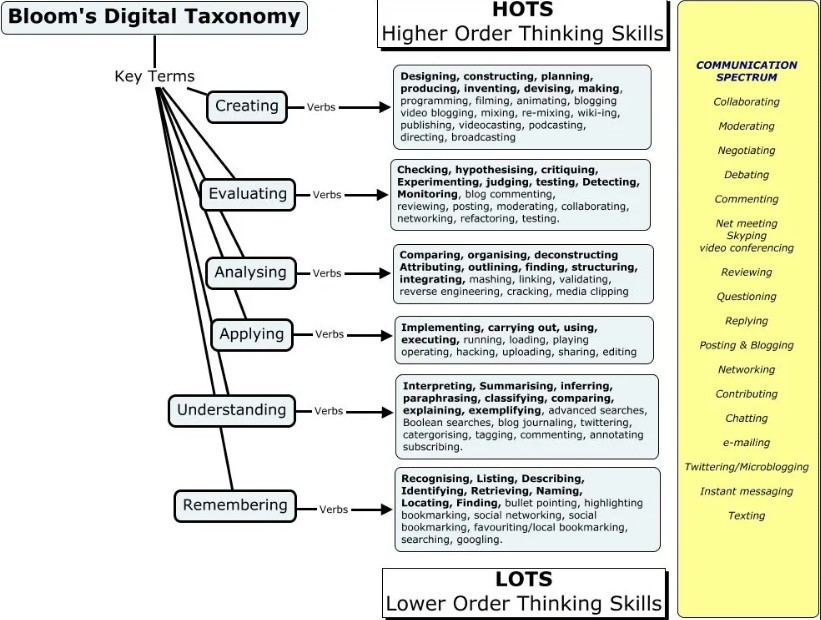 Bloom's Digital Taxonomy
HOTS
Higher Order Thinking Skills
Key Terms
Creating
Verbs
Designing, constructing, planning,
producing, inventing, devising, making,
programming, filming, animating, blogging
video blogging, mixing, re-mixing, wiki-ing,
publishing, videocasting, podcasting,
directing, broadcasting
Evaluating
Verbs
Checking, hypothesising, critiquing,
Experimenting, judging, testing, Detecting,
Monitoring, blog commenting,
reviewing, posting, moderating, collaborating,
networking, refactoring, testing.
Analysing
Verbs
Comparing, organising, deconstructing
Attributing, outlining, finding, structuring,
integrating, mashing, linking, validating,
reverse engineering, cracking, media clipping
Applying
Verbs
Implementing, carrying out, using,
executing, running, loading, playing
operating, hacking, uploading, sharing, editing
Understanding
Verbs
Interpreting, Summarising, inferring,
paraphrasing, classifying, comparing,
explaining, exemplifying, advanced searches,
Boolean searches, blog journaling, twittering,
catergorising, tagging, commenting, annotating
subscribing.
Remembering
Verbs
Recognising, Listing, Describing,
Identifying, Retrieving, Naming,
Locating, Finding, bullet pointing, highlighting
bookmarking, social networking, social
bookmarking, favouriting/local bookmarking,
searching, googling.
LOTS
Lower Order Thinking Skills
COMMUNICATION
SPECTRUM
Collaborating
Moderating
Negotiating
Debating
Commenting
Net meeting
Skyping
video conferencing
Reviewing
Questioning
Replying
Posting & Blogging
Networking
Contributing
Chatting
e-mailing
Twittering/Microblogging
Instant messaging
Texting